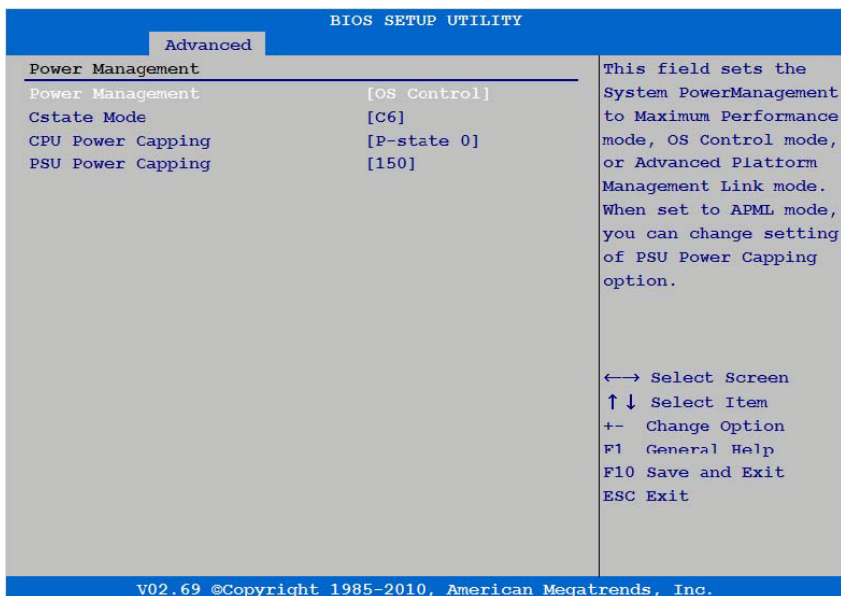 BIOS SETUP UTILITY
Advanced
Power Management
Power Management [OS Control]
Cstate Mode [C6]
CPU Power Capping [P-state 0]
PSU Power Capping [150]
This field sets the
System PowerManagement
to Maximum Performance
mode, OS Control mode,
or Advanced Platform
Management Link mode.
When set to APML mode,
you can change setting
of PSU Power Capping
option.
←→ Select Screen
↑↓ Select Item
+- Change Option
F1 General Help
F10 Save and Exit
ESC Exit
V02.69 ©Copyright 1985-2010, American Megatrends, Inc.